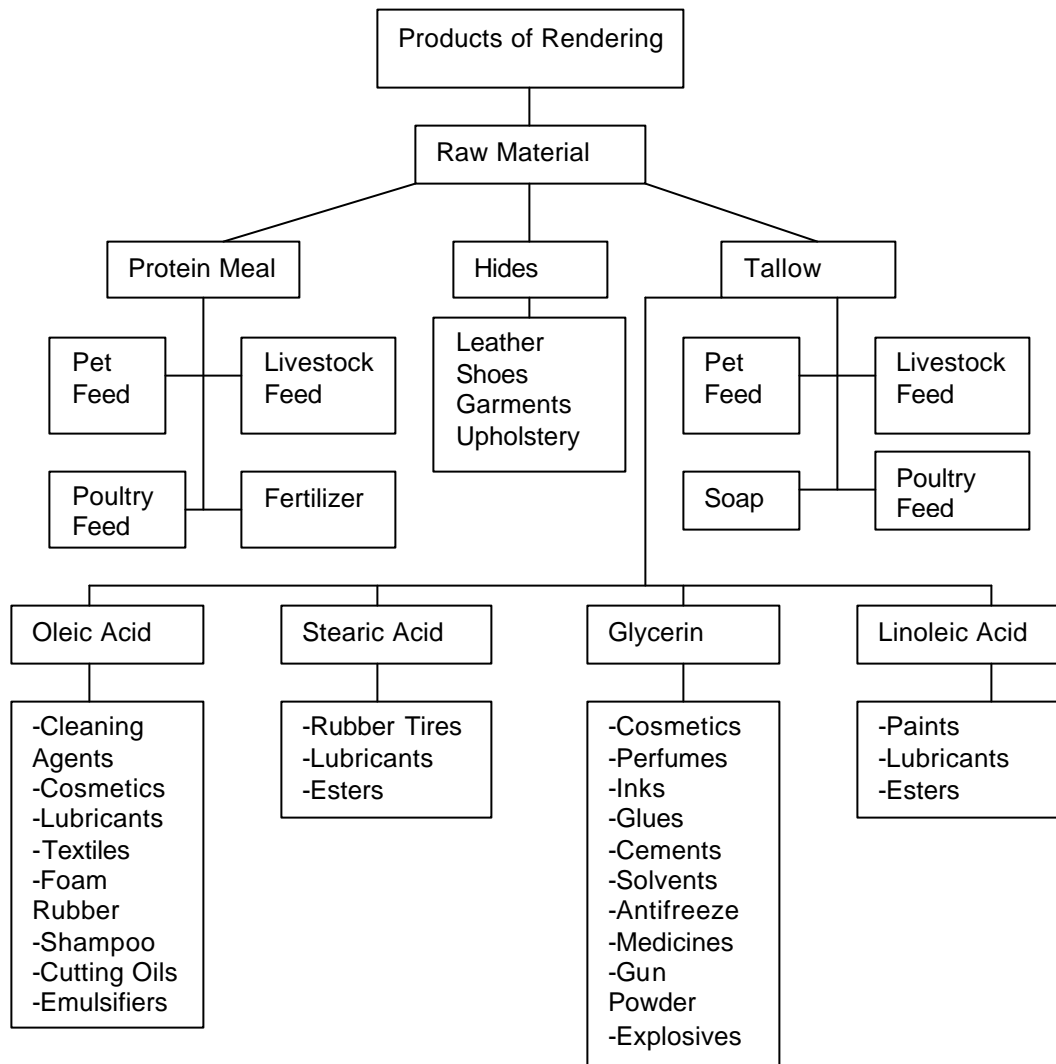 Products of Rendering
Raw Material
Protein Meal
Hides
Tallow
Pet
Feed
Livestock
Feed
Poultry
Feed
Fertilizer
Leather
Shoes
Garments
Upholstery
Pet
Feed
Livestock
Feed
Soap
Poultry
Feed
Oleic Acid
-Cleaning
Agents
-Cosmetics
-Lubricants
-Textiles
-Foam
Rubber
-Shampoo
-Cutting Oils
-Emulsifiers
Stearic Acid
-Rubber Tires
-Lubricants
-Esters
Glycerin
-Cosmetics
-Perfumes
-Inks
-Glues
-Cements
-Solvents
-Antifreeze
-Medicines
-Gun
Powder
-Explosives
Linoleic Acid
-Paints
-Lubricants
-Esters